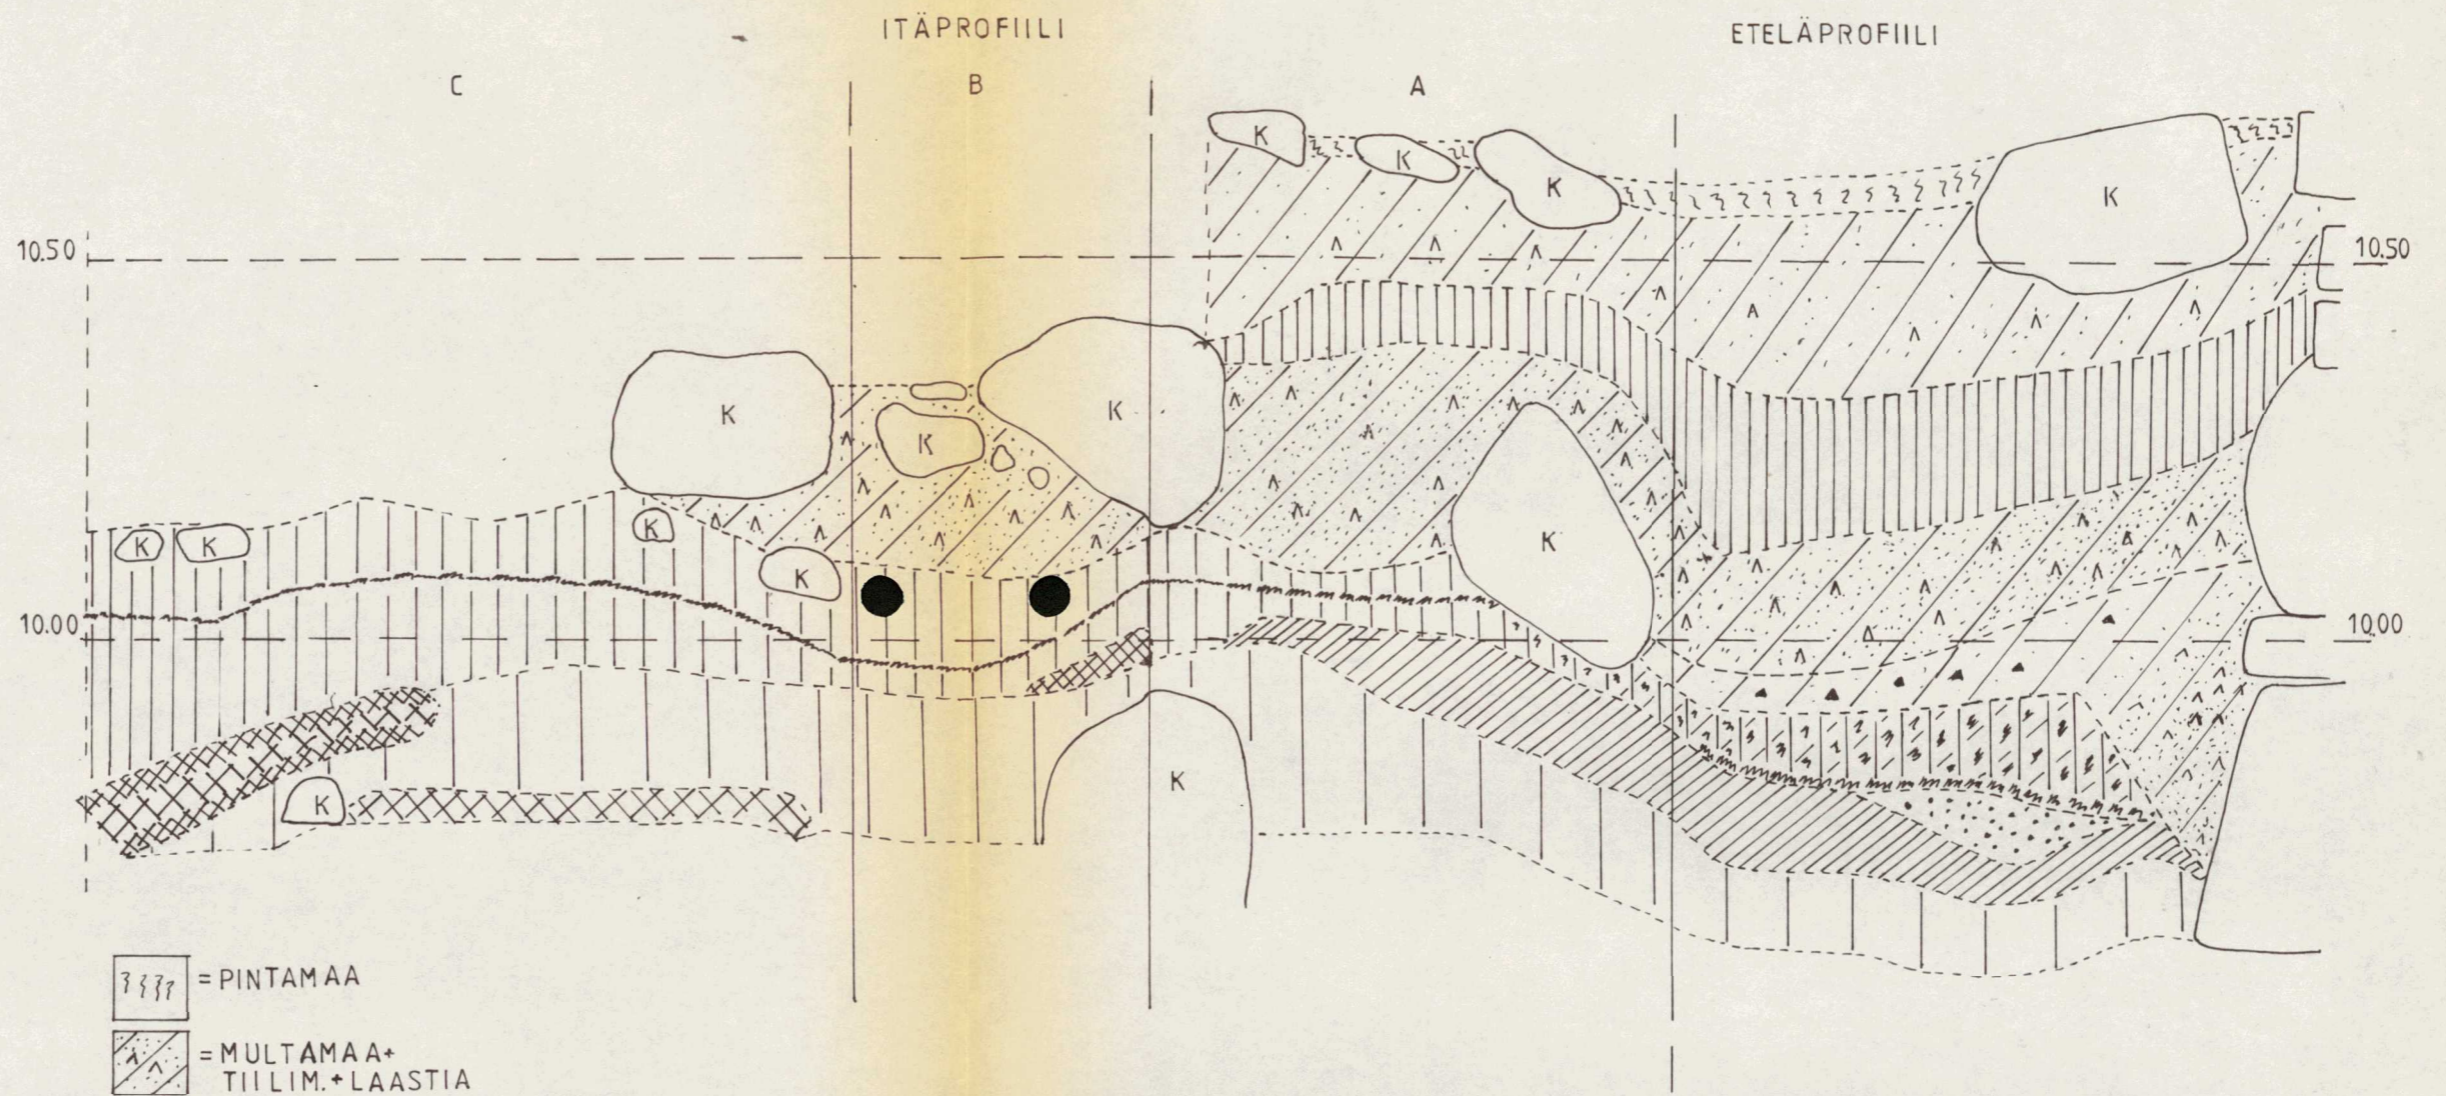 ITÄPROFIILI
ETELÄPROFIILI
C
B
A
K
K
K
K
10.50
10.50
K
K
K
K
K
K
K
K
10.00
10.00
K
K
K
= PINTAMAA
= MULTAMAA+
TIILIM.+LAASTIA